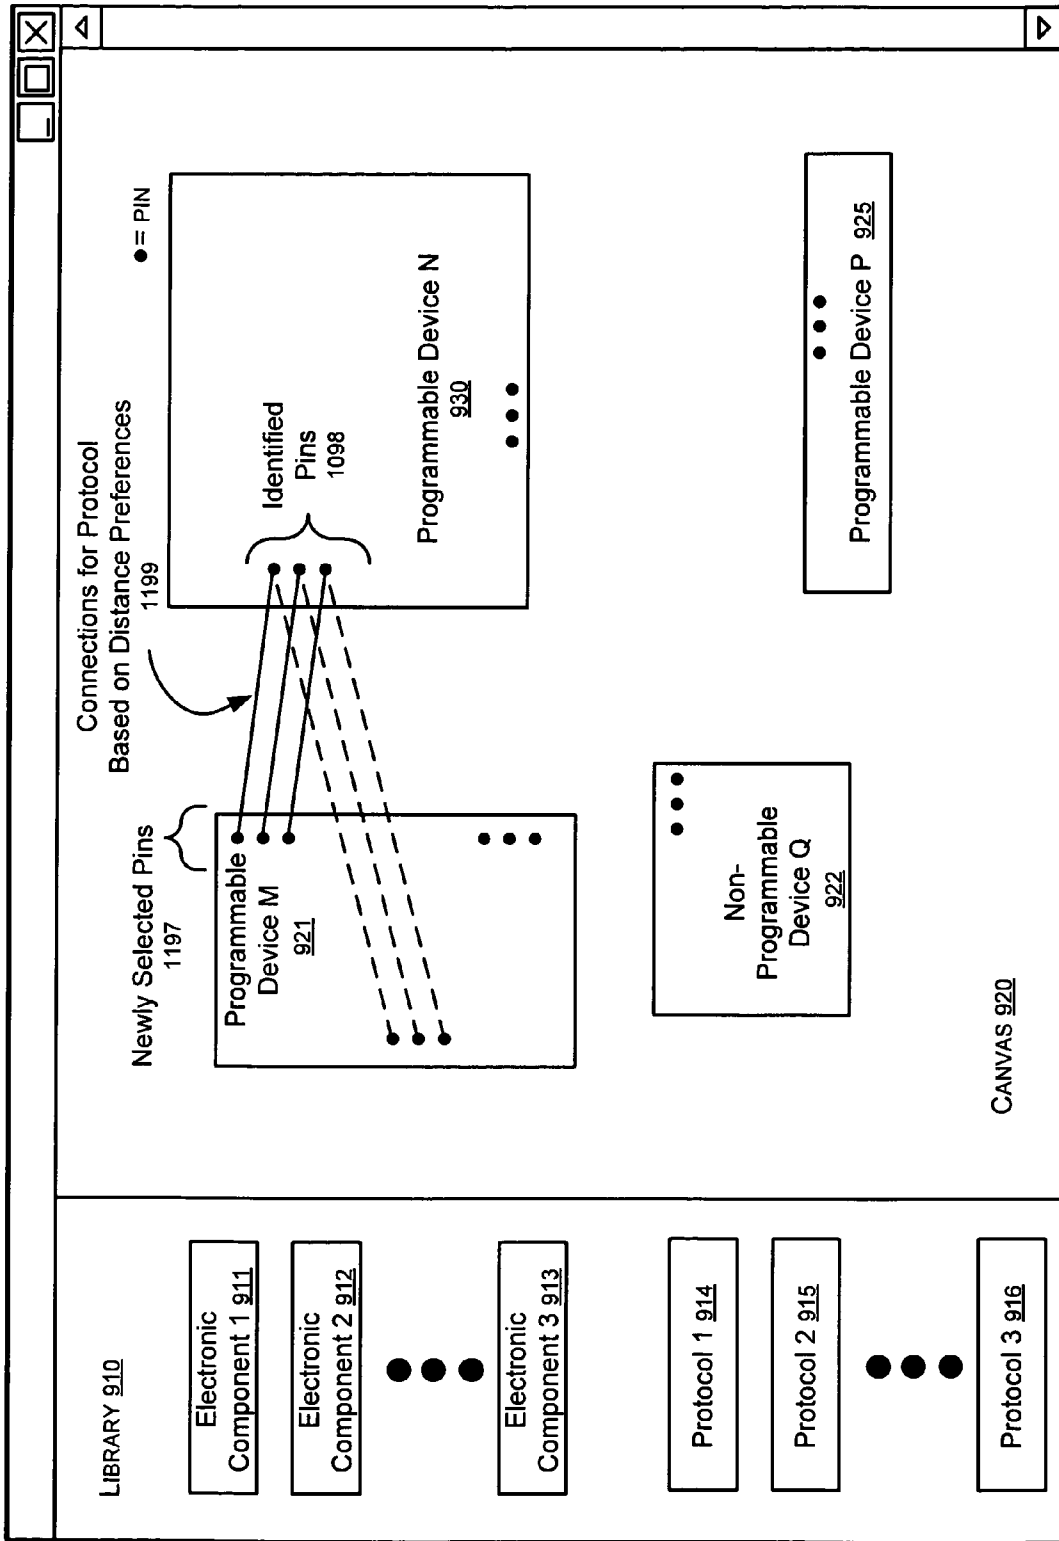 LIBRARY 910
Electronic
Component 1 911
Electronic
Component 2 912
Electronic
Component 3 913
Protocol 1 914
Protocol 2 915
Protocol 3 916
Connections for Protocol
Based on Distance Preferences
1199
= PIN
Newly Selected Pins
1197
Programmable
Device M
921
Identified
Pins
1098
Programmable Device N
930
Non-
Programmable
Device Q
922
Programmable Device P 925
CANVAS 920